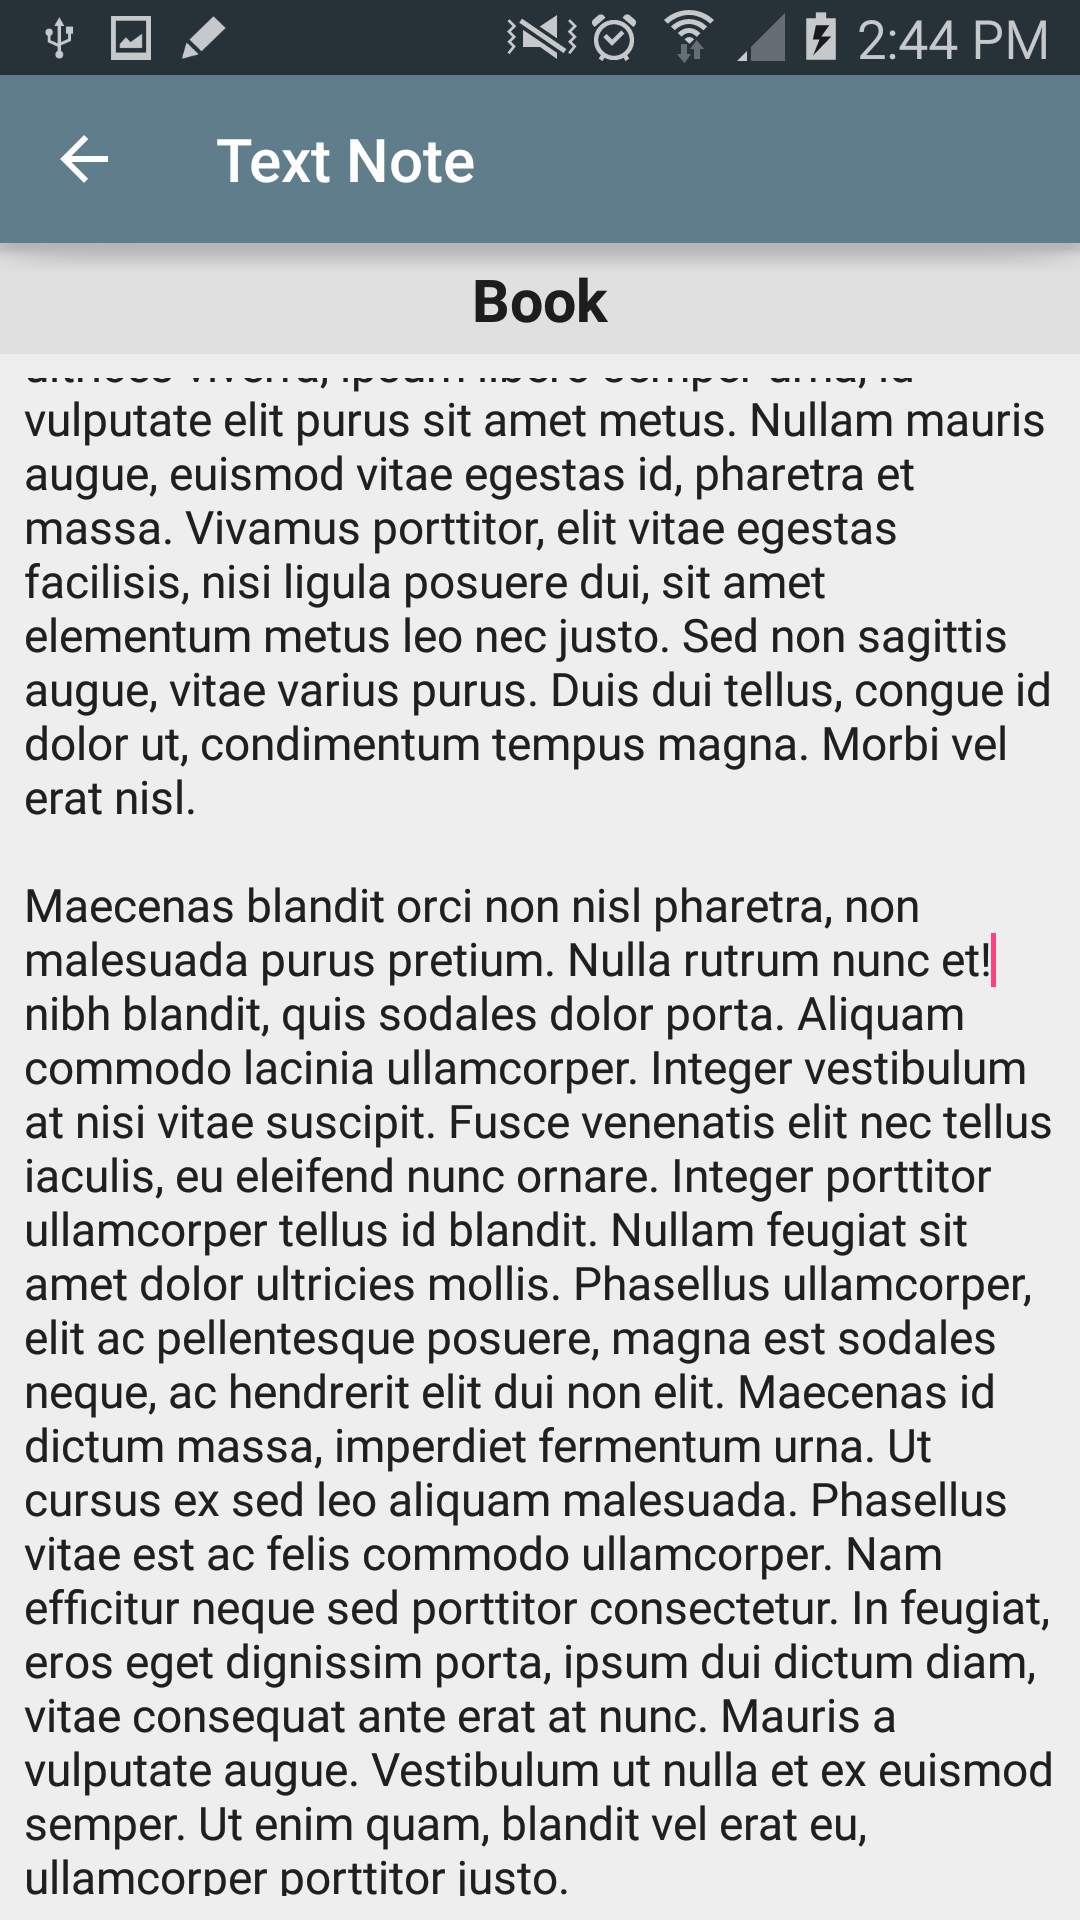 2:44 PM
Text Note
Book
ultrices viverra, ipsum libero semper urna, id
vulputate elit purus sit amet metus. Nullam mauris
augue, euismod vitae egestas id, pharetra et
massa. Vivamus porttitor, elit vitae egestas
facilisis, nisi ligula posuere dui, sit amet
elementum metus leo nec justo. Sed non sagittis
augue, vitae varius purus. Duis dui tellus, congue id
dolor ut, condimentum tempus magna. Morbi vel
erat nisl.
Maecenas blandit orci non nisl pharetra, non
malesuada purus pretium. Nulla rutrum nunc et!
nibh blandit, quis sodales dolor porta. Aliquam
commodo lacinia ullamcorper. Integer vestibulum
at nisi vitae suscipit. Fusce venenatis elit nec tellus
iaculis, eu eleifend nunc ornare. Integer porttitor
ullamcorper tellus id blandit. Nullam feugiat sit
amet dolor ultricies mollis. Phasellus ullamcorper,
elit ac pellentesque posuere, magna est sodales
neque, ac hendrerit elit dui non elit. Maecenas id
dictum massa, imperdiet fermentum urna. Ut
cursus ex sed leo aliquam malesuada. Phasellus
vitae est ac felis commodo ullamcorper. Nam
efficitur neque sed porttitor consectetur. In feugiat,
eros eget dignissim porta, ipsum dui dictum diam,
vitae consequat ante erat at nunc. Mauris a
vulputate augue. Vestibulum ut nulla et ex euismod
semper. Ut enim quam, blandit vel erat eu,
ullamcorper porttitor justo.